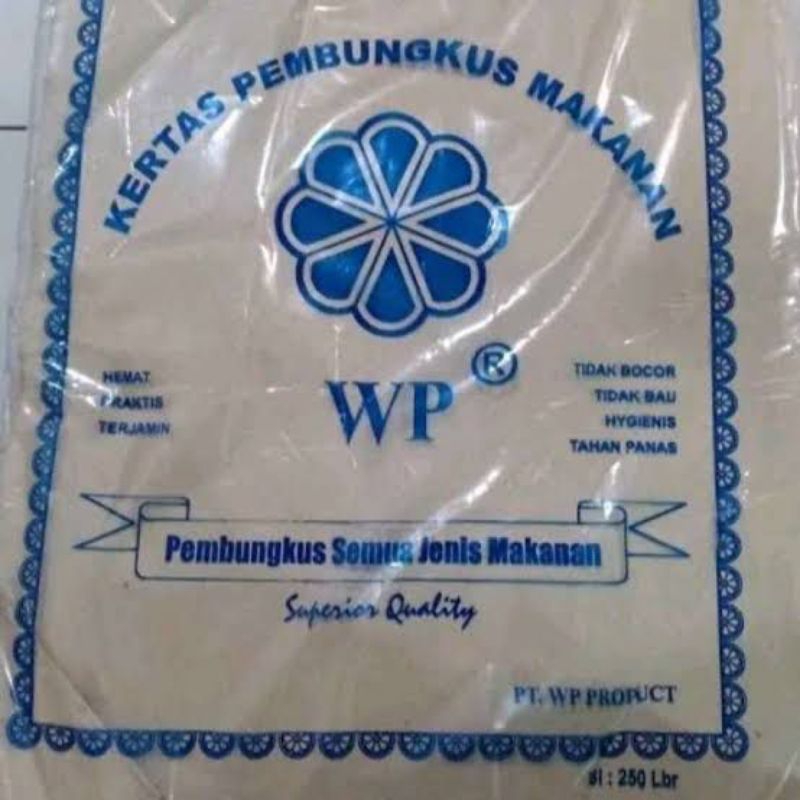 KERTAS PEMBUNGKUS MAKANAN
WP ®
HEMAT
PRAKTIS
TERJAMIN
TIDAK BOCOR
TIDAK BAU
HYGIENIS
TAHAN PANAS
Pembungkus Semua Jenis Makanan
Superior Quality
PT. WP PRODUCT
si : 250 Lbr